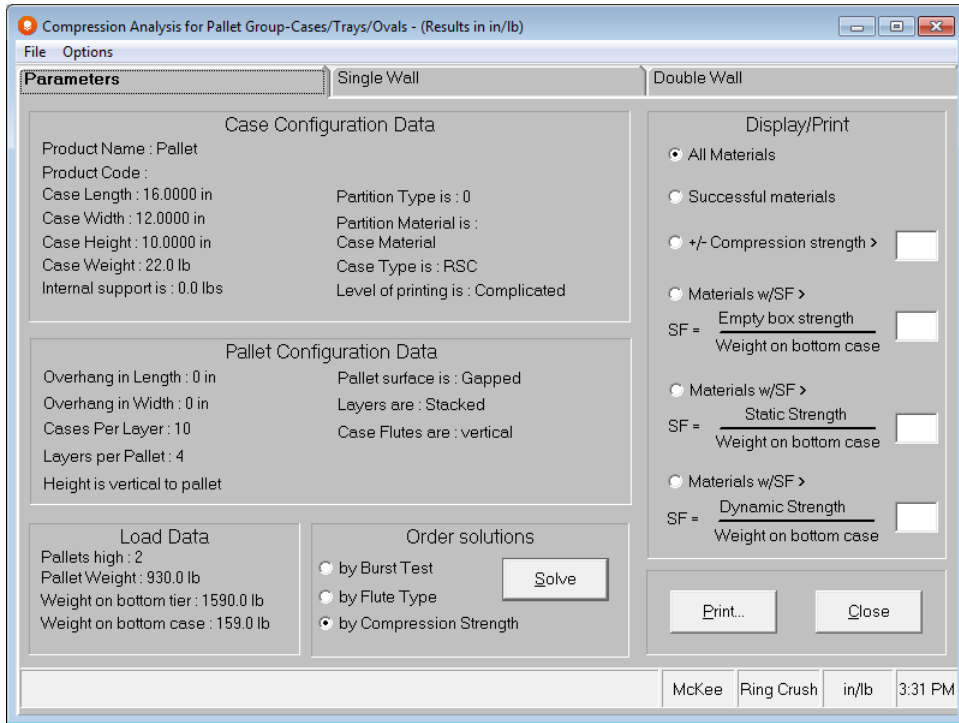 Compression Analysis for Pallet Group-Cases/Trays/Ovals - (Results in in/lb)
File Options
Parameters
Single Wall
Double Wall
Case Configuration Data
Product Name : Pallet
Product Code :
Case Length : 16.0000 in
Case Width : 12.0000 in
Case Height : 10.0000 in
Case Weight : 22.0 lb
Internal support is : 0.0 lbs
Partition Type is : 0
Partition Material is :
Case Material
Case Type is : RSC
Level of printing is : Complicated
Pallet Configuration Data
Overhang in Length : 0 in
Overhang in Width : 0 in
Cases Per Layer : 10
Layers per Pallet : 4
Height is vertical to pallet
Pallet surface is : Gapped
Layers are : Stacked
Case Flutes are : vertical
Load Data
Pallets high : 2
Pallet Weight : 930.0 lb
Weight on bottom tier : 1590.0 lb
Weight on bottom case : 159.0 lb
Order solutions
by Burst Test
by Flute Type
by Compression Strength
Solve
Display/Print
All Materials
Successful materials
+/- Compression strength >
Materials w/SF >
SF = Empty box strength
Weight on bottom case
Materials w/SF >
SF = Static Strength
Weight on bottom case
Materials w/SF >
SF = Dynamic Strength
Weight on bottom case
Print...
Close
McKee
Ring Crush
in/lb
3:31 PM